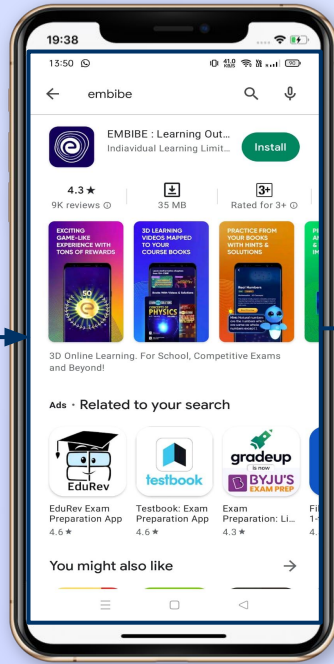 19:38
13:50
41.0 KB/S
embibe
EMBIBE : Learning Out...
Indiavidual Learning Limit...
Install
4.3★
9K reviews
35 MB
3+
Rated for 3+
EXCITING
GAME-LIKE
EXPERIENCE WITH
TONS OF REWARDS
50
3D LEARNING
VIDEOS MAPPED
TO YOUR
COURSE BOOKS
PHYSICS
PRACTICE FROM
YOUR BOOKS
WITH HINTS &
SOLUTIONS
Real Numbers
3D Online Learning. For School, Competitive Exams
and Beyond!
Ads · Related to your search
EduRev
testbook
gradeup
is now
BYJU'S
EXAM PREP
EduRev Exam
Preparation App
4.6★
Testbook: Exam
Preparation App
4.6★
Exam
Preparation: Li...
4.3★
You might also like